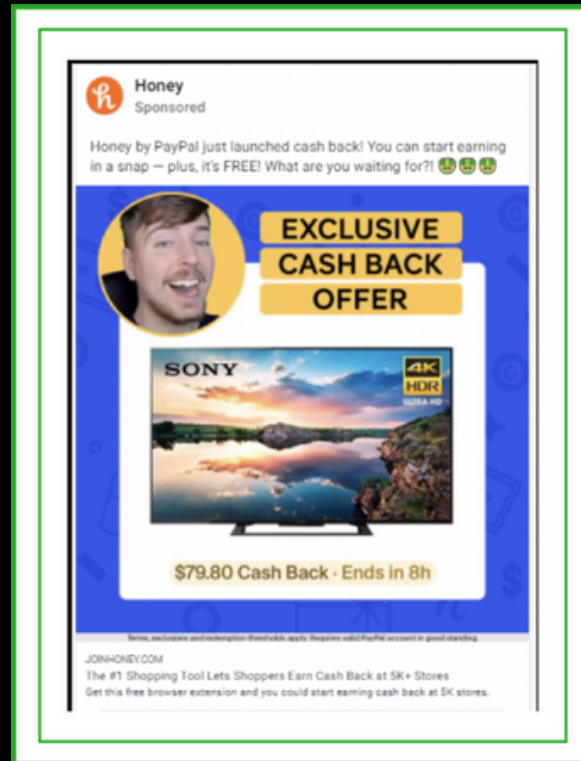 Honey
Sponsored
Honey by PayPal just launched cash back! You can start earning
in a snap — plus, it's FREE! What are you waiting for?! 🤑🤑🤑
EXCLUSIVE
CASH BACK
OFFER
SONY
4K
HDR
ULTRA HD
$79.80 Cash Back · Ends in 8h
Terms, exclusions and redemption thresholds apply. Requires valid PayPal account in good standing.
JOINHONEY.COM
The #1 Shopping Tool Lets Shoppers Earn Cash Back at 5K+ Stores
Get this free browser extension and you could start earning cash back at 5K stores.